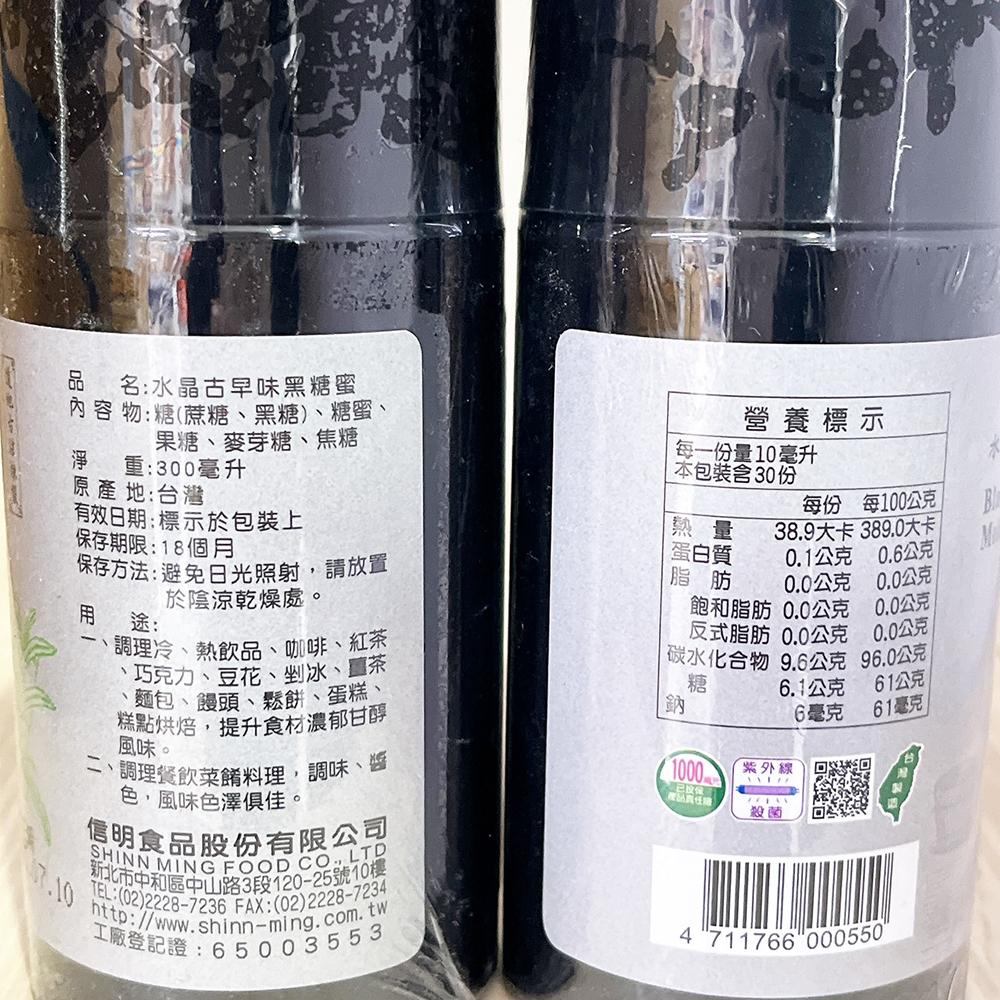 品　名:水晶古早味黑糖蜜
內容物:糖(蔗糖、黑糖)、糖蜜、
果糖、麥芽糖、焦糖
淨　重:300毫升
原產地:台灣
有效日期:標示於包裝上
保存期限:18個月
保存方法:避免日光照射，請放置
於陰涼乾燥處。
用　途:
一、調理冷、熱飲品、咖啡、紅茶
、巧克力、豆花、剉冰、薑茶
、麵包、饅頭、鬆餅、蛋糕、
糕點烘焙，提升食材濃郁甘醇
風味。
二、調理餐飲菜餚料理，調味、醬
色，風味色澤俱佳。
信明食品股份有限公司
SHINN MING FOOD CO., LTD
新北市中和區中山路3段120-25號10樓
TEL:(02)2228-7236 FAX:(02)2228-7234
http://www.shinn-ming.com.tw
工廠登記證：65003553
7.10
營養標示
每一份量10毫升
本包裝含30份
每份 每100公克
熱量 38.9大卡 389.0大卡
蛋白質 0.1公克 0.6公克
脂肪 0.0公克 0.0公克
飽和脂肪 0.0公克 0.0公克
反式脂肪 0.0公克 0.0公克
碳水化合物 9.6公克 96.0公克
糖 6.1公克 61公克
鈉 6毫克 61毫克
1000萬元
已投保
產品責任險
紫外線
殺菌
台灣製造
4 711766 000550